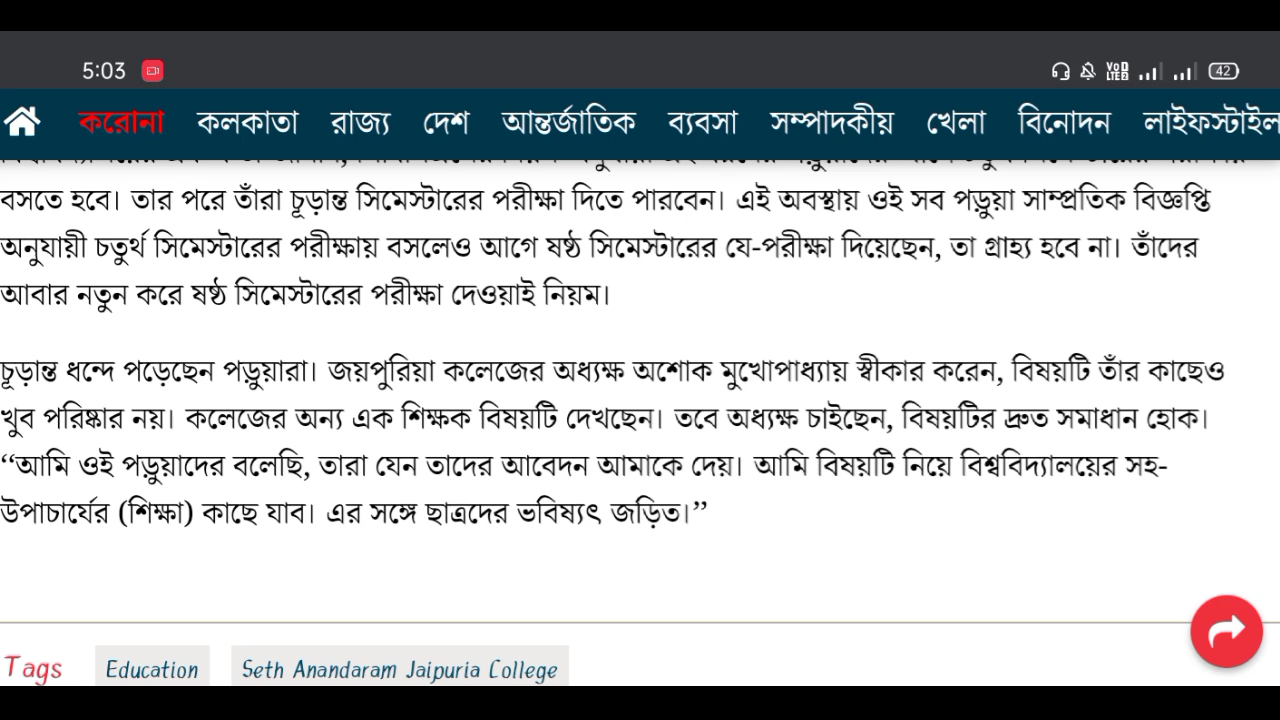 5:03
VoD LTED 42
করোনা কলকাতা রাজ্য দেশ আন্তর্জাতিক ব্যবসা সম্পাদকীয় খেলা বিনোদন লাইফস্টাইল
বসতে হবে। তার পরে তাঁরা চূড়ান্ত সিমেস্টারের পরীক্ষা দিতে পারবেন। এই অবস্থায় ওই সব পড়ুয়া সাম্প্রতিক বিজ্ঞপ্তি
অনুযায়ী চতুর্থ সিমেস্টারের পরীক্ষায় বসলেও আগে ষষ্ঠ সিমেস্টারের যে-পরীক্ষা দিয়েছেন, তা গ্রাহ্য হবে না। তাঁদের
আবার নতুন করে ষষ্ঠ সিমেস্টারের পরীক্ষা দেওয়াই নিয়ম।
চূড়ান্ত ধন্দে পড়েছেন পড়ুয়ারা। জয়পুরিয়া কলেজের অধ্যক্ষ অশোক মুখোপাধ্যায় স্বীকার করেন, বিষয়টি তাঁর কাছেও
খুব পরিষ্কার নয়। কলেজের অন্য এক শিক্ষক বিষয়টি দেখছেন। তবে অধ্যক্ষ চাইছেন, বিষয়টির দ্রুত সমাধান হোক।
“আমি ওই পড়ুয়াদের বলেছি, তারা যেন তাদের আবেদন আমাকে দেয়। আমি বিষয়টি নিয়ে বিশ্ববিদ্যালয়ের সহ-
উপাচার্যের (শিক্ষা) কাছে যাব। এর সঙ্গে ছাত্রদের ভবিষ্যৎ জড়িত।”
Tags Education Seth Anandaram Jaipuria College